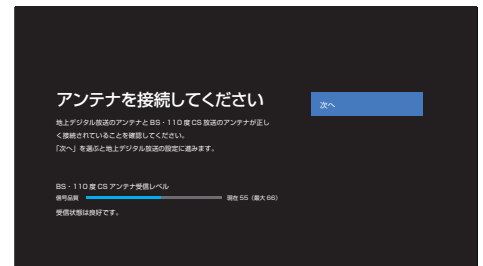 アンテナを接続してください
地上デジタル放送のアンテナとBS・110度CS放送のアンテナが正し
く接続されていることを確認してください。
「次へ」を選ぶと地上デジタル放送の設定に進みます。
次へ
BS・110度CSアンテナ受信レベル
信号品質 現在 55（最大 66）
受信状態は良好です。